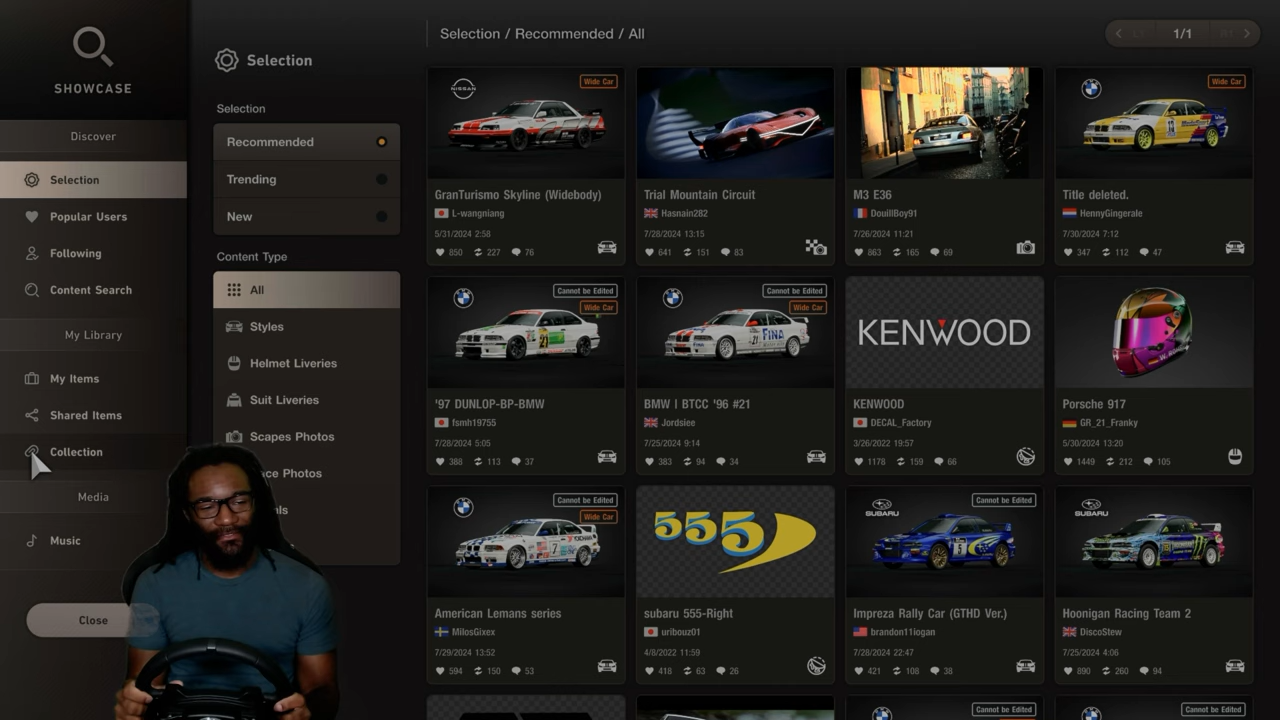 SHOWCASE
Discover
Selection
Popular Users
Following
Content Search
My Library
My Items
Shared Items
Collection
Media
Music
Close
Selection
Selection
Recommended
Trending
New
Content Type
All
Styles
Helmet Liveries
Suit Liveries
Scapes Photos
ace Photos
ls
Selection / Recommended / All
1/1
NISSAN
Wide Car
GranTurismo Skyline (Widebody)
L-wangniang
5/31/2024 2:58
850 227 76
Trial Mountain Circuit
Hasnain282
7/28/2024 13:15
641 151 83
M3 E36
DouillBoy91
7/26/2024 11:21
863 165 69
Wide Car
13
Title deleted.
HennyGingerale
7/30/2024 7:12
347 112 47
Cannot be Edited
Wide Car
'97 DUNLOP-BP-BMW
fsmh19755
7/28/2024 5:05
388 113 37
Cannot be Edited
Wide Car
21 FINA
BMW | BTCC '96 #21
Jordsiee
7/25/2024 9:14
383 94 34
KENWOOD
KENWOOD
DECAL_Factory
3/26/2022 19:57
1178 159 66
Porsche 917
GR_21_Franky
5/30/2024 13:20
1449 212 105
Cannot be Edited
Wide Car
7
American Lemans series
MilosGixex
7/29/2024 13:52
594 150 53
555
subaru 555-Right
uribouz01
4/8/2022 11:59
418 63 26
SUBARU
Cannot be Edited
5
Impreza Rally Car (GTHD Ver.)
brandon11logan
7/28/2024 22:47
421 108 38
SUBARU
Cannot be Edited
Hoonigan Racing Team 2
DiscoStew
7/25/2024 4:06
890 260 94
Cannot be Edited
Cannot be Edited